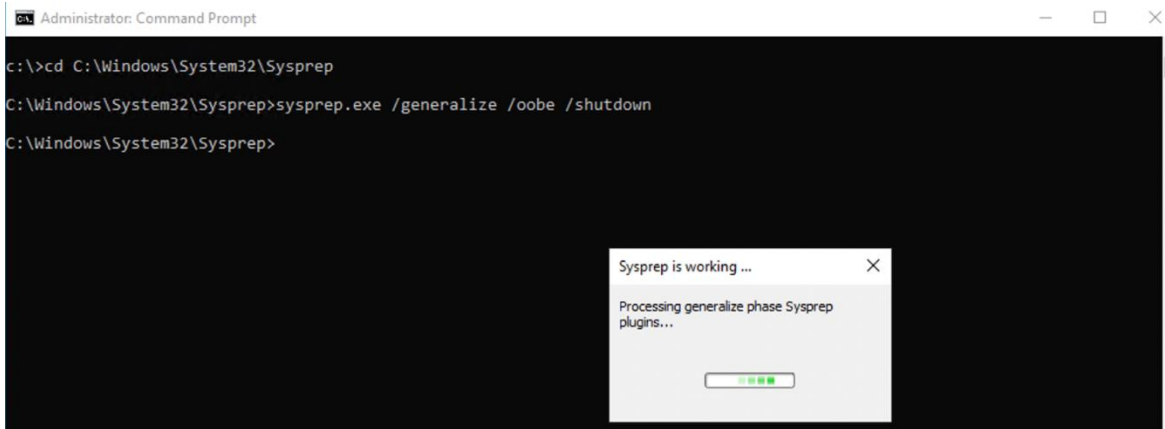 Administrator: Command Prompt
c:\>cd C:\Windows\System32\Sysprep
C:\Windows\System32\Sysprep>sysprep.exe /generalize /oobe /shutdown
C:\Windows\System32\Sysprep>
Sysprep is working ...
Processing generalize phase Sysprep
plugins...